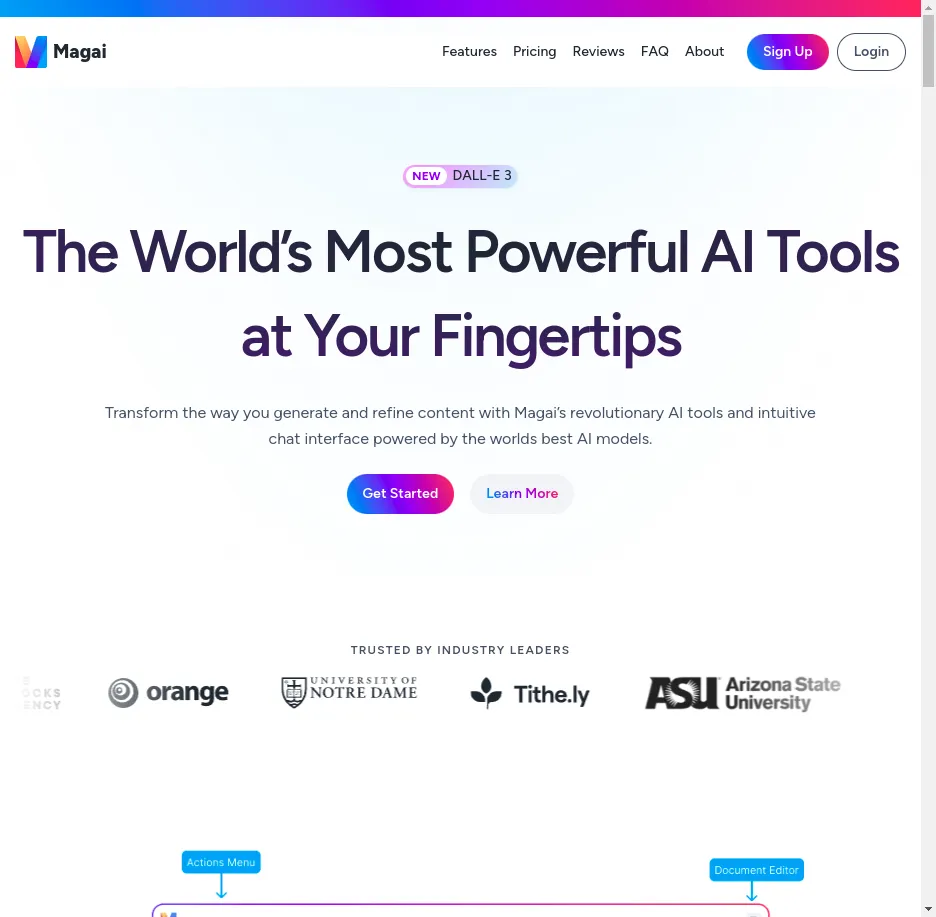 Magai
Features Pricing Reviews FAQ About Sign Up Login
NEW DALL-E 3
The World’s Most Powerful AI Tools
at Your Fingertips
Transform the way you generate and refine content with Magai’s revolutionary AI tools and intuitive
chat interface powered by the worlds best AI models.
Get Started Learn More
TRUSTED BY INDUSTRY LEADERS
orange
UNIVERSITY OF
NOTRE DAME
Tithe.ly
ASU Arizona State
University
Actions Menu
Document Editor